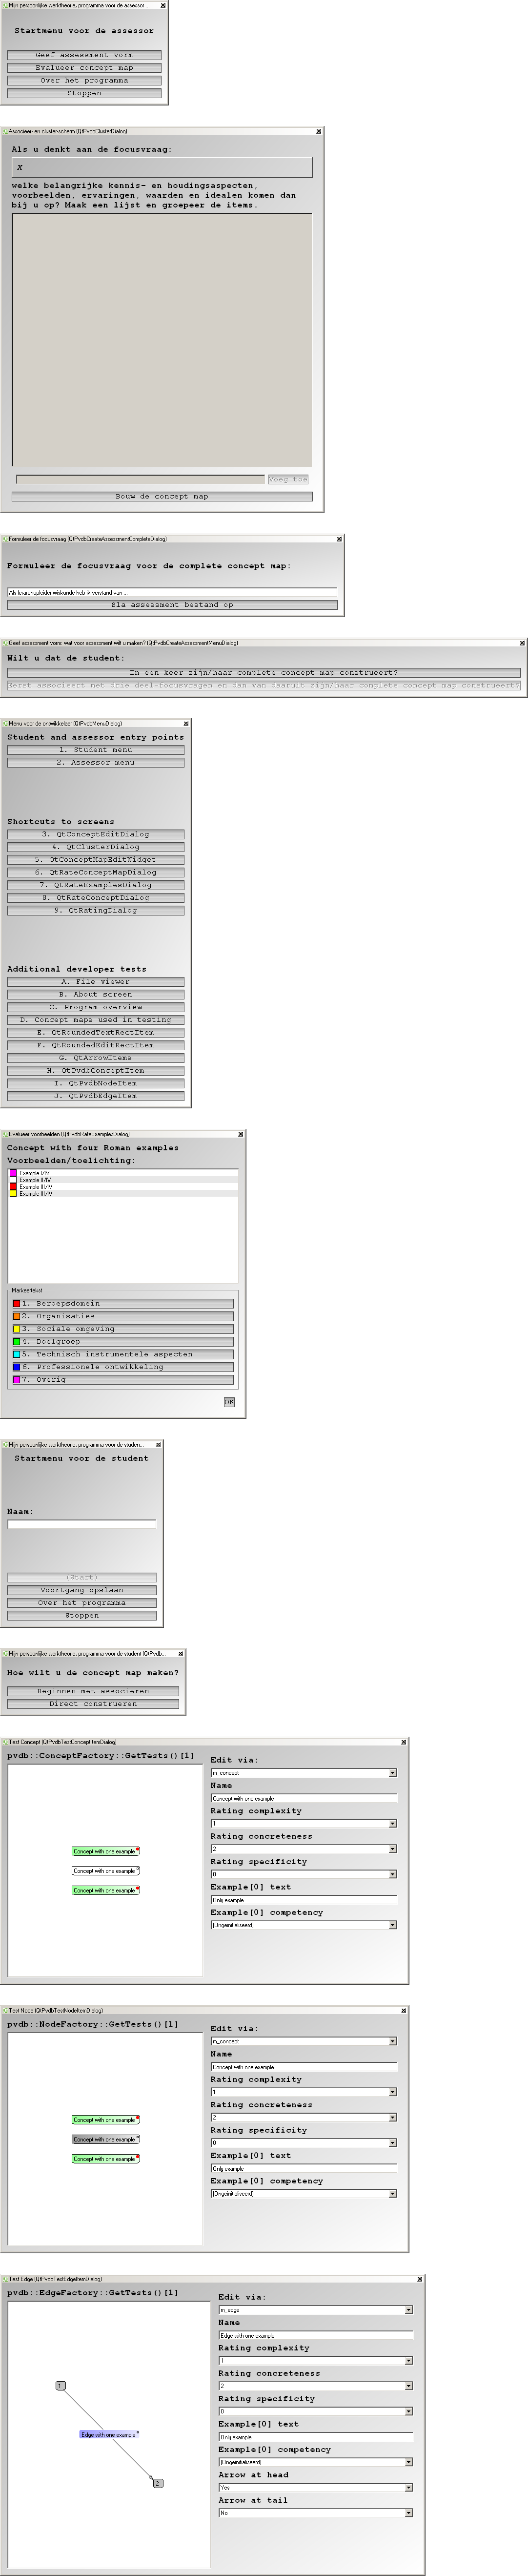 Mijn persoonlijke werktheorie, programma voor de assessor ...
Startmenu voor de assessor
Geef assessment vorm
Evalueer concept map
Over het programma
Stoppen
Associeer- en cluster-scherm (QtPvdbClusterDialog)
Als u denkt aan de focusvraag:
X
welke belangrijke kennis- en houdingsaspecten,
voorbeelden, ervaringen, waarden en idealen komen dan
bij u op? Maak een lijst en groepeer de items.
Voeg toe
Bouw de concept map
Formuleer de focusvraag (QtPvdbCreateAssessmentCompleteDialog)
Formuleer de focusvraag voor de complete concept map:
Als lerarenopleider wiskunde heb ik verstand van ...
Sla assessment bestand op
Geef assessment vorm: wat voor assessment wilt u maken? (QtPvdbCreateAssessmentMenuDialog)
Wilt u dat de student:
In een keer zijn/haar complete concept map construeert?
Eerst associeert met drie deel-focusvragen en dan van daaruit zijn/haar complete concept map construeert?
Menu voor de ontwikkelaar (QtPvdbMenuDialog)
Student and assessor entry points
1. Student menu
2. Assessor menu
Shortcuts to screens
3. QtConceptEditDialog
4. QtClusterDialog
5. QtConceptMapEditWidget
6. QtRateConceptMapDialog
7. QtRateExamplesDialog
8. QtRateConceptDialog
9. QtRatingDialog
Additional developer tests
A. File viewer
B. About screen
C. Program overview
D. Concept maps used in testing
E. QtRoundedTextRectItem
F. QtRoundedEditRectItem
G. QtArrowItems
H. QtPvdbConceptItem
I. QtPvdbNodeItem
J. QtPvdbEdgeItem
Evalueer voorbeelden (QtPvdbRateExamplesDialog)
Concept with four Roman examples
Voorbeelden/toelichting:
Example I/IV
Example II/IV
Example III/IV
Example III/IV
Markeertekst
1. Beroepsdomein
2. Organisaties
3. Sociale omgeving
4. Doelgroep
5. Technisch instrumentele aspecten
6. Professionele ontwikkeling
7. Overig
OK
Mijn persoonlijke werktheorie, programma voor de studen...
Startmenu voor de student
Naam:
(Start)
Voortgang opslaan
Over het programma
Stoppen
Mijn persoonlijke werktheorie, programma voor de student (QtPvdb...
Hoe wilt u de concept map maken?
Beginnen met associëren
Direct construeren
Test Concept (QtPvdbTestConceptItemDialog)
pvdb::ConceptFactory::GetTests()[1]
Concept with one example
Concept with one example
Concept with one example
Edit via:
m_concept
Name
Concept with one example
Rating complexity
1
Rating concreteness
2
Rating specificity
0
Example[0] text
Only example
Example[0] competency
[Ongeinitialiseerd]
Test Node (QtPvdbTestNodeItemDialog)
pvdb::NodeFactory::GetTests()[1]
Concept with one example
Concept with one example
Concept with one example
Edit via:
m_concept
Name
Concept with one example
Rating complexity
1
Rating concreteness
2
Rating specificity
0
Example[0] text
Only example
Example[0] competency
[Ongeinitialiseerd]
Test Edge (QtPvdbTestEdgeItemDialog)
pvdb::EdgeFactory::GetTests()[1]
1
Edge with one example
2
Edit via:
m_edge
Name
Edge with one example
Rating complexity
1
Rating concreteness
2
Rating specificity
0
Example[0] text
Only example
Example[0] competency
[Ongeinitialiseerd]
Arrow at head
Yes
Arrow at tail
No